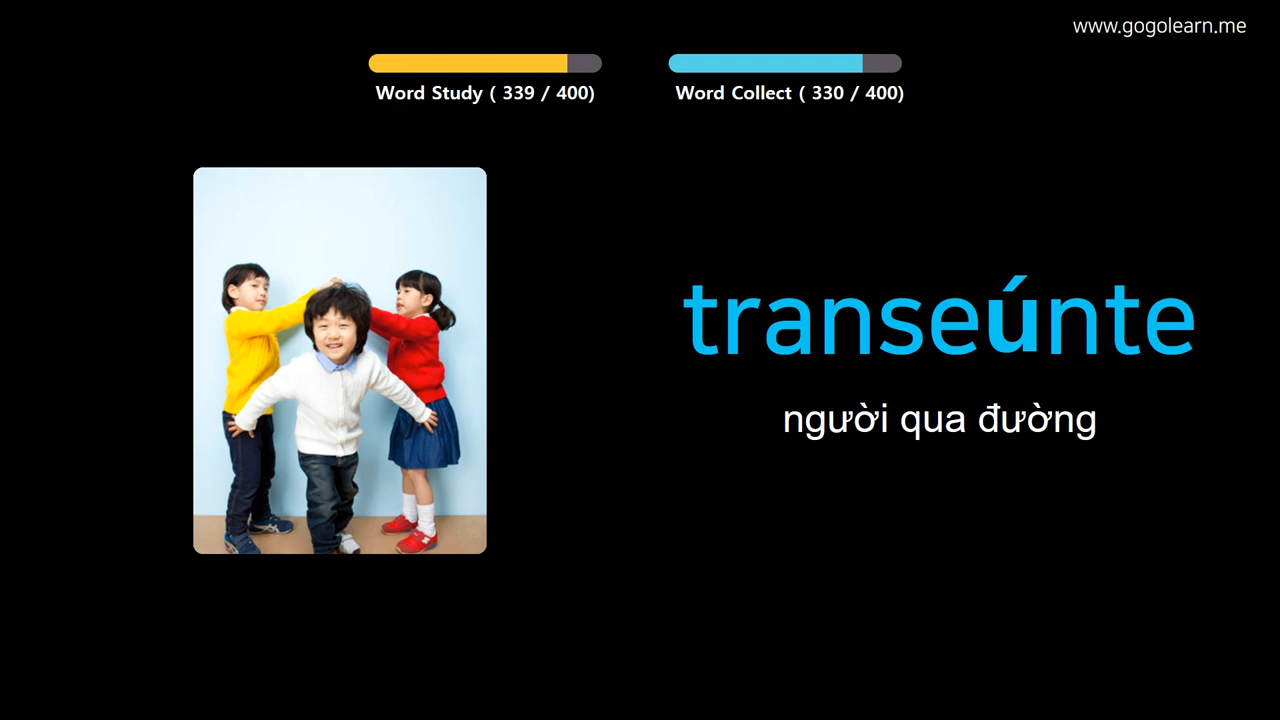 www.gogolearn.me
Word Study ( 339 / 400)
Word Collect ( 330 / 400)
transeúnte
người qua đường